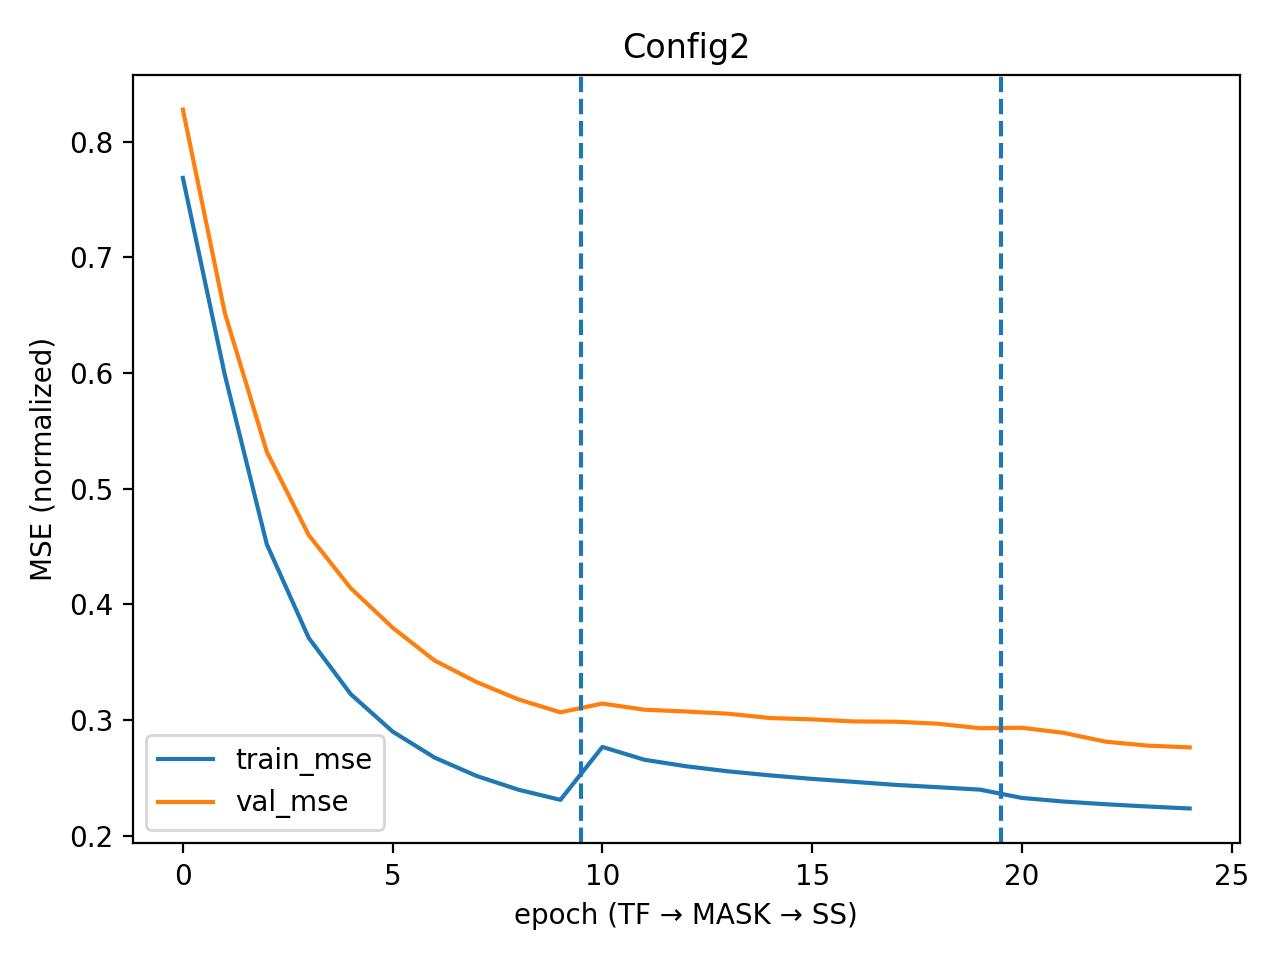 Config2
MSE (normalized)
0.8
0.7
0.6
0.5
0.4
0.3
0.2
train_mse
val_mse
0 5 10 15 20 25
epoch (TF → MASK → SS)